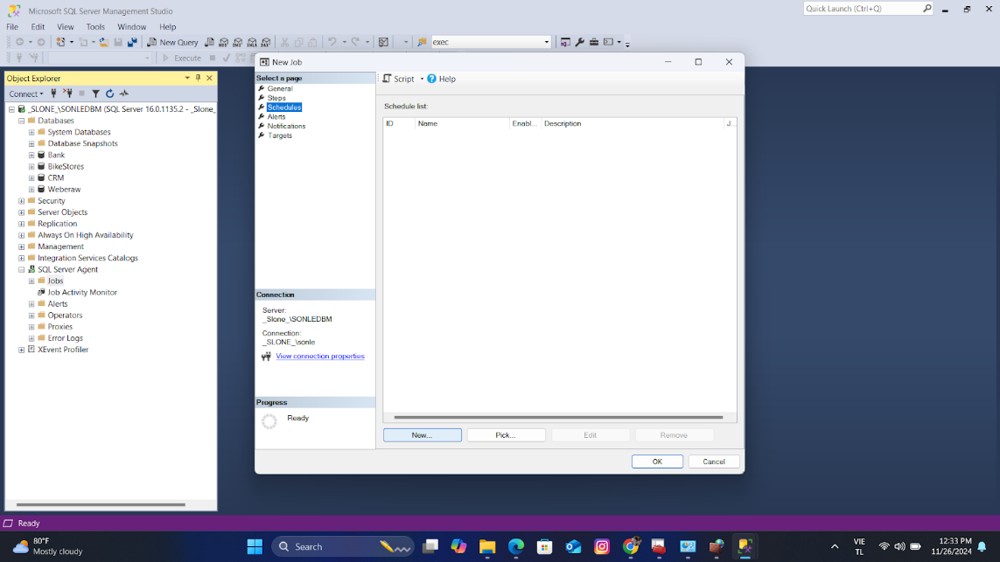 Microsoft SQL Server Management Studio
Quick Launch (Ctrl+Q)
File Edit View Tools Window Help
New Query
exec
Execute
Object Explorer
Connect
_SLONE_\SONLEDBM (SQL Server 16.0.1135.2 - _Slone_
Databases
System Databases
Database Snapshots
Bank
BikeStores
CRM
Weberaw
Security
Server Objects
Replication
Always On High Availability
Management
Integration Services Catalogs
SQL Server Agent
Jobs
Job Activity Monitor
Alerts
Operators
Proxies
Error Logs
XEvent Profiler
New Job
Select a page
General
Steps
Schedules
Alerts
Notifications
Targets
Connection
Server:
_Slone_\SONLEDBM
Connection:
_SLONE_\sonle
View connection properties
Progress
Ready
Script Help
Schedule list:
ID Name Enabl... Description J...
New... Pick... Edit Remove
OK Cancel
Ready
80°F
Mostly cloudy
Search
VIE
TL
12:33 PM
11/26/2024